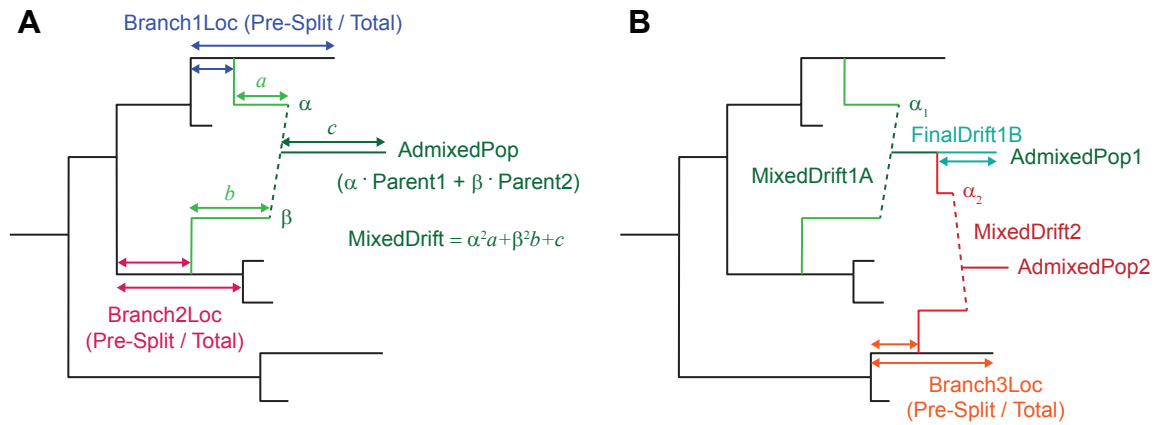 A
Branch1Loc (Pre-Split / Total)
a
α
c
AdmixedPop
(α · Parent1 + β · Parent2)
b
β
MixedDrift = α²a+β²b+c
Branch2Loc
(Pre-Split / Total)
B
α₁
FinalDrift1B
AdmixedPop1
MixedDrift1A
α₂
MixedDrift2
AdmixedPop2
Branch3Loc
(Pre-Split / Total)